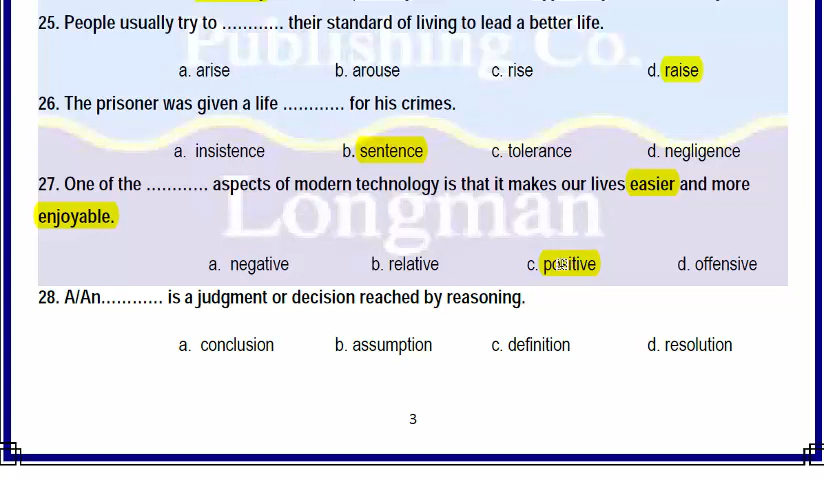 25. People usually try to ............ their standard of living to lead a better life.
a. arise b. arouse c. rise d. raise
26. The prisoner was given a life ............ for his crimes.
a. insistence b. sentence c. tolerance d. negligence
27. One of the ............ aspects of modern technology is that it makes our lives easier and more
enjoyable.
a. negative b. relative c. positive d. offensive
28. A/An............ is a judgment or decision reached by reasoning.
a. conclusion b. assumption c. definition d. resolution
3
Publishing Co.
Longman